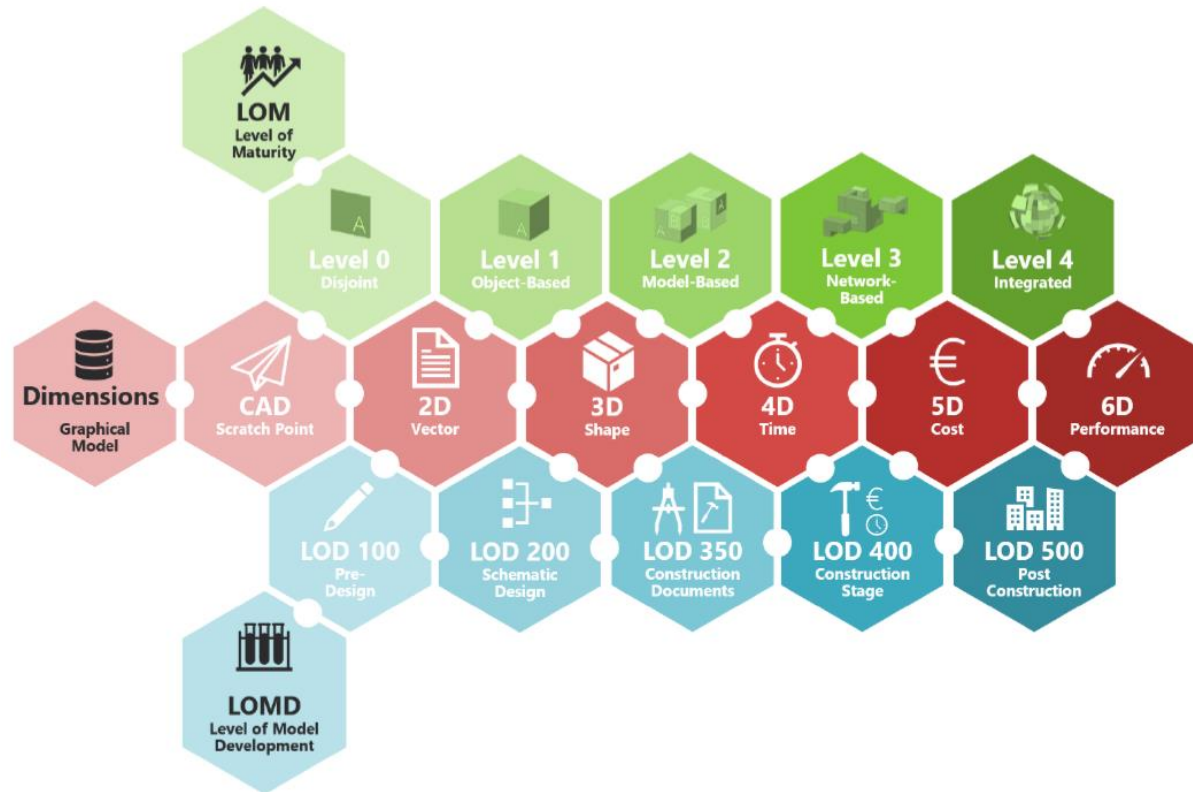 LOM
Level of
Maturity
Level 0
Disjoint
Level 1
Object-Based
Level 2
Model-Based
Level 3
Network-
Based
Level 4
Integrated
Dimensions
Graphical
Model
CAD
Scratch Point
2D
Vector
3D
Shape
4D
Time
€
5D
Cost
6D
Performance
LOD 100
Pre-
Design
LOD 200
Schematic
Design
LOD 350
Construction
Documents
€
LOD 400
Construction
Stage
LOD 500
Post
Construction
LOMD
Level of Model
Development